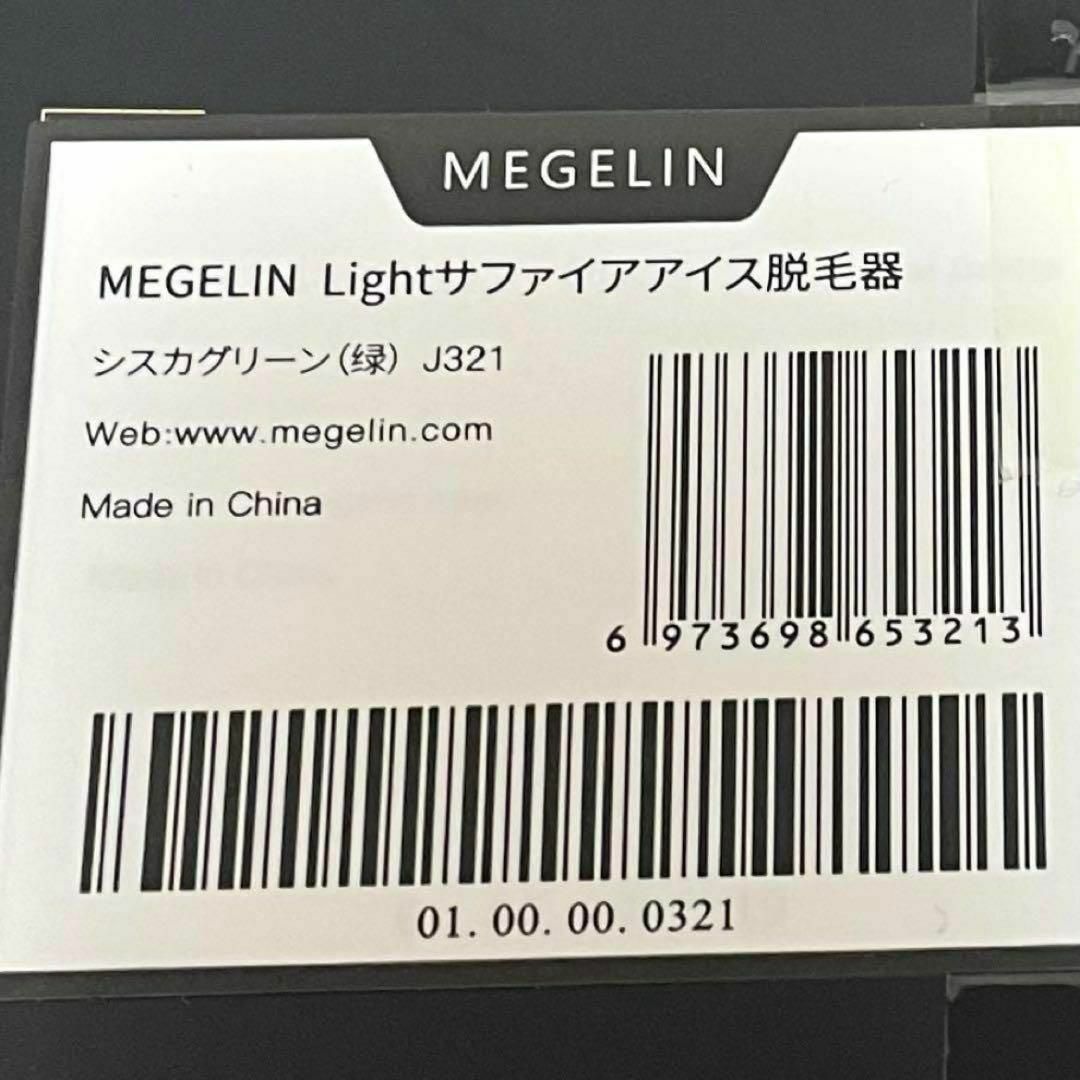 MEGELIN
MEGELIN Lightサファイアアイス脱毛器
シスカグリーン(绿) J321
Web:www.megelin.com
Made in China
6 973698 653213
01. 00. 00. 0321